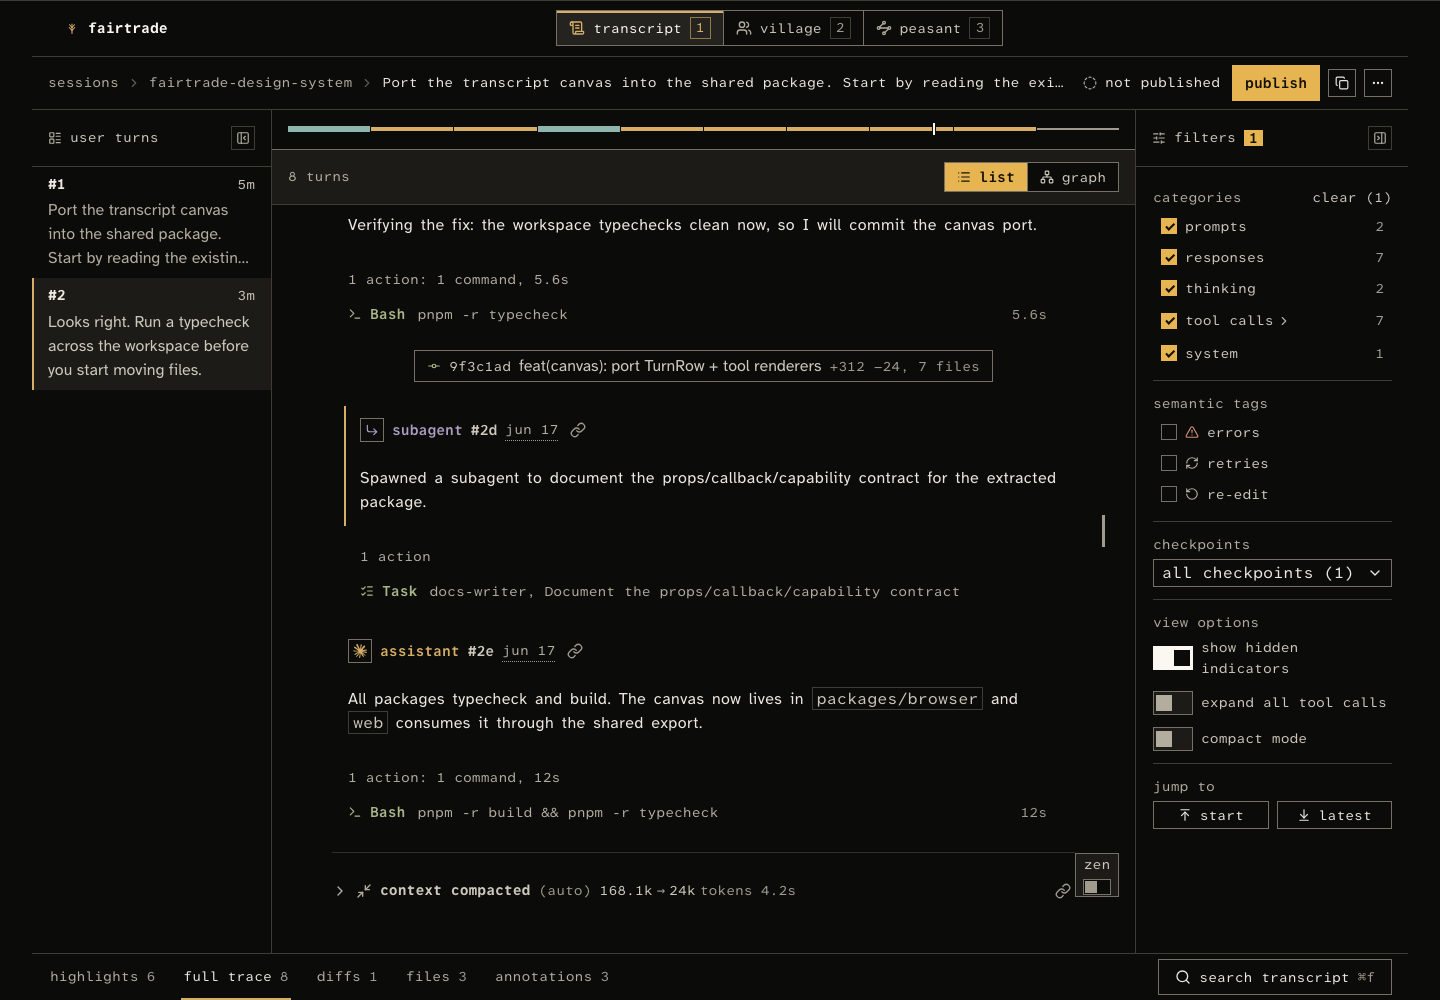 fairtrade
transcript 1
village 2
peasant 3
sessions > fairtrade-design-system > Port the transcript canvas into the shared package. Start by reading the exi…
not published
publish
user turns
#1 5m
Port the transcript canvas
into the shared package.
Start by reading the existin…
#2 3m
Looks right. Run a typecheck
across the workspace before
you start moving files.
8 turns
list
graph
Verifying the fix: the workspace typechecks clean now, so I will commit the canvas port.
1 action: 1 command, 5.6s
Bash pnpm -r typecheck 5.6s
9f3c1ad feat(canvas): port TurnRow + tool renderers +312 −24, 7 files
subagent #2d jun 17
Spawned a subagent to document the props/callback/capability contract for the extracted
package.
1 action
Task docs-writer, Document the props/callback/capability contract
assistant #2e jun 17
All packages typecheck and build. The canvas now lives in packages/browser and
web consumes it through the shared export.
1 action: 1 command, 12s
Bash pnpm -r build && pnpm -r typecheck 12s
zen
context compacted (auto) 168.1k→24k tokens 4.2s
filters 1
categories clear (1)
prompts 2
responses 7
thinking 2
tool calls > 7
system 1
semantic tags
errors
retries
re-edit
checkpoints
all checkpoints (1)
view options
show hidden
indicators
expand all tool calls
compact mode
jump to
start
latest
highlights 6
full trace 8
diffs 1
files 3
annotations 3
search transcript ⌘f